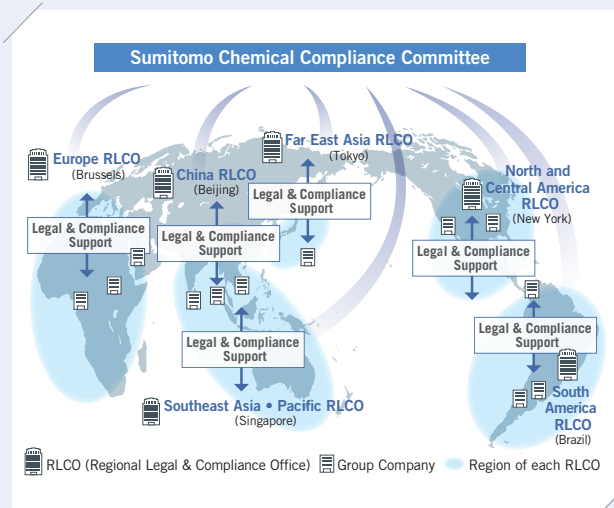 Sumitomo Chemical Compliance Committee
Europe RLCO
(Brussels)
China RLCO
(Beijing)
Far East Asia RLCO
(Tokyo)
North and
Central America
RLCO
(New York)
Legal & Compliance
Support
Legal & Compliance
Support
Legal & Compliance
Support
Legal & Compliance
Support
Legal & Compliance
Support
Legal & Compliance
Support
Southeast Asia • Pacific RLCO
(Singapore)
South
America
RLCO
(Brazil)
RLCO (Regional Legal & Compliance Office)
Group Company
Region of each RLCO